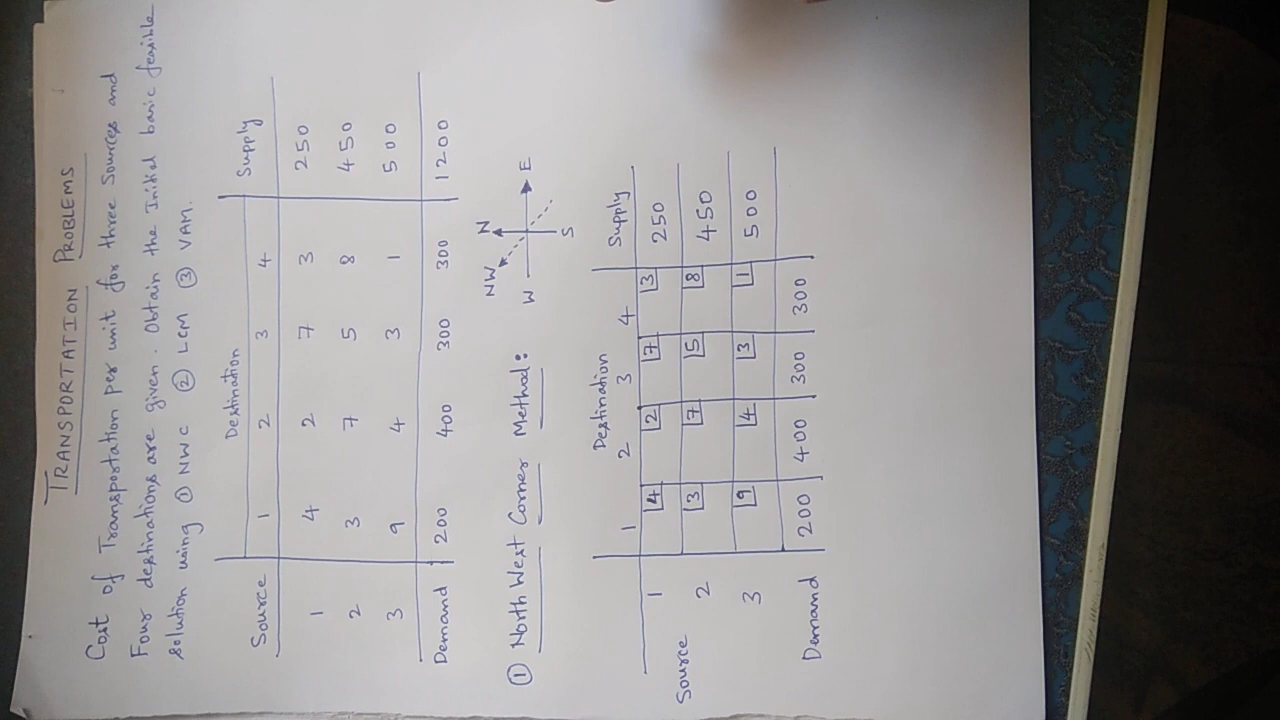 TRANSPORTATION PROBLEMS
Cost of Transportation per unit for three Sources and
Four destinations are given. Obtain the Initial basic feasible
solution using ① NWC ② LCM ③ VAM.
Destination
Source 1 2 3 4 Supply
1 4 2 7 3 250
2 3 7 5 8 450
3 9 4 3 1 500
Demand 200 400 300 300 1200
① North West Corner Method:
NW N
W E
S
Destination
1 2 3 4 Supply
1 4 2 7 3 250
Source 2 3 7 5 8 450
3 9 4 3 1 500
Demand 200 400 300 300